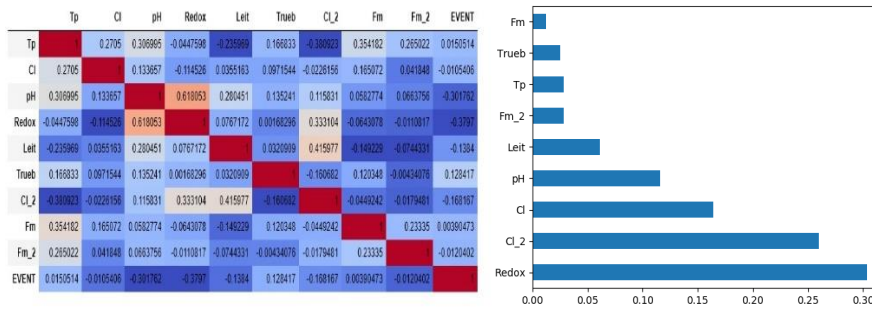 Tp Cl pH Redox Leit Trueb Cl_2 Fm Fm_2 EVENT
Tp 1 0.2705 0.306995 -0.0447598 -0.235969 0.166833 -0.380923 0.354182 0.265022 0.0150514
Cl 0.2705 1 0.133657 -0.114526 0.0355163 0.0971544 -0.0226156 0.165072 0.041848 -0.0105406
pH 0.306995 0.133657 1 0.618053 0.280451 0.135241 0.115831 0.0582774 0.0663756 -0.301762
Redox -0.0447598 -0.114526 0.618053 1 0.0767172 0.00168296 0.333104 -0.0643078 -0.0110817 -0.3797
Leit -0.235969 0.0355163 0.280451 0.0767172 1 0.0320909 0.415977 -0.149229 -0.0744331 -0.1384
Trueb 0.166833 0.0971544 0.135241 0.00168296 0.0320909 1 -0.160682 0.120348 -0.00434076 0.128417
Cl_2 -0.380923 -0.0226156 0.115831 0.333104 0.415977 -0.160682 1 -0.0449242 -0.0179481 -0.168167
Fm 0.354182 0.165072 0.0582774 -0.0643078 -0.149229 0.120348 -0.0449242 1 0.23335 0.00390473
Fm_2 0.265022 0.041848 0.0663756 -0.0110817 -0.0744331 -0.00434076 -0.0179481 0.23335 1 -0.0120402
EVENT 0.0150514 -0.0105406 -0.301762 -0.3797 -0.1384 0.128417 -0.168167 0.00390473 -0.0120402 1
Fm
Trueb
Tp
Fm_2
Leit
pH
Cl
Cl_2
Redox
0.00 0.05 0.10 0.15 0.20 0.25 0.30